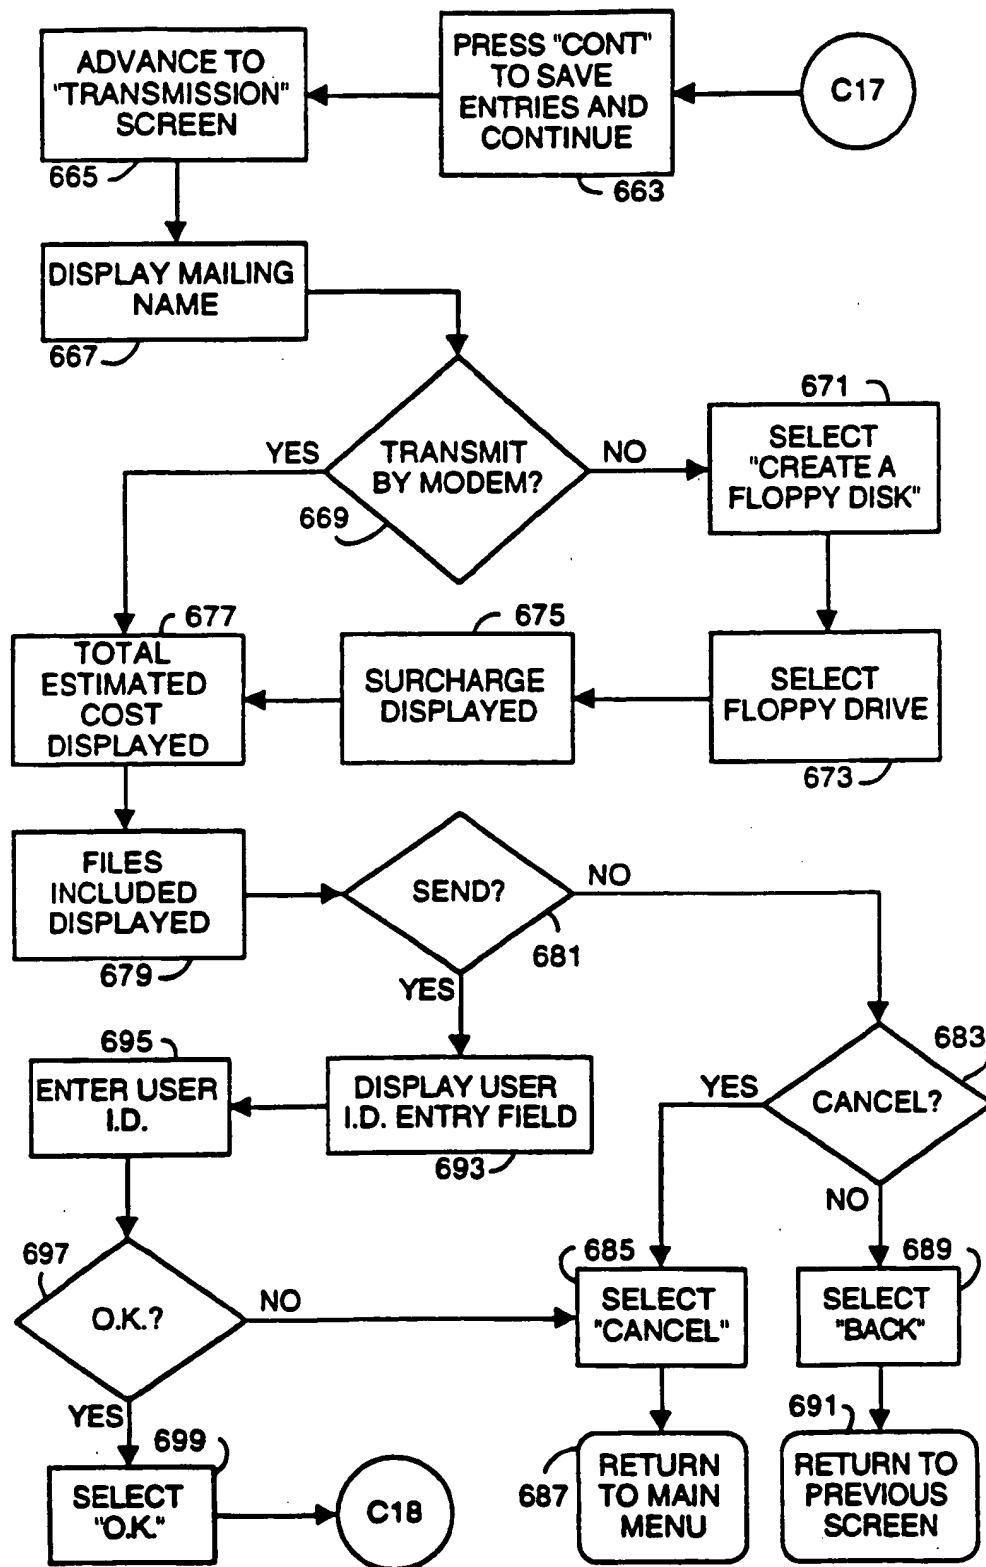 C17
PRESS "CONT"
TO SAVE
ENTRIES AND
CONTINUE
663
ADVANCE TO
"TRANSMISSION"
SCREEN
665
DISPLAY MAILING
NAME
667
TRANSMIT
BY MODEM?
669
YES
NO
671
SELECT
"CREATE A
FLOPPY DISK"
SELECT
FLOPPY DRIVE
673
675
SURCHARGE
DISPLAYED
677
TOTAL
ESTIMATED
COST
DISPLAYED
FILES
INCLUDED
DISPLAYED
679
SEND?
681
NO
YES
683
CANCEL?
YES
NO
DISPLAY USER
I.D. ENTRY FIELD
693
695
ENTER USER
I.D.
697
O.K.?
NO
YES
685
SELECT
"CANCEL"
689
SELECT
"BACK"
687
RETURN
TO MAIN
MENU
691
RETURN TO
PREVIOUS
SCREEN
699
SELECT
"O.K."
C18